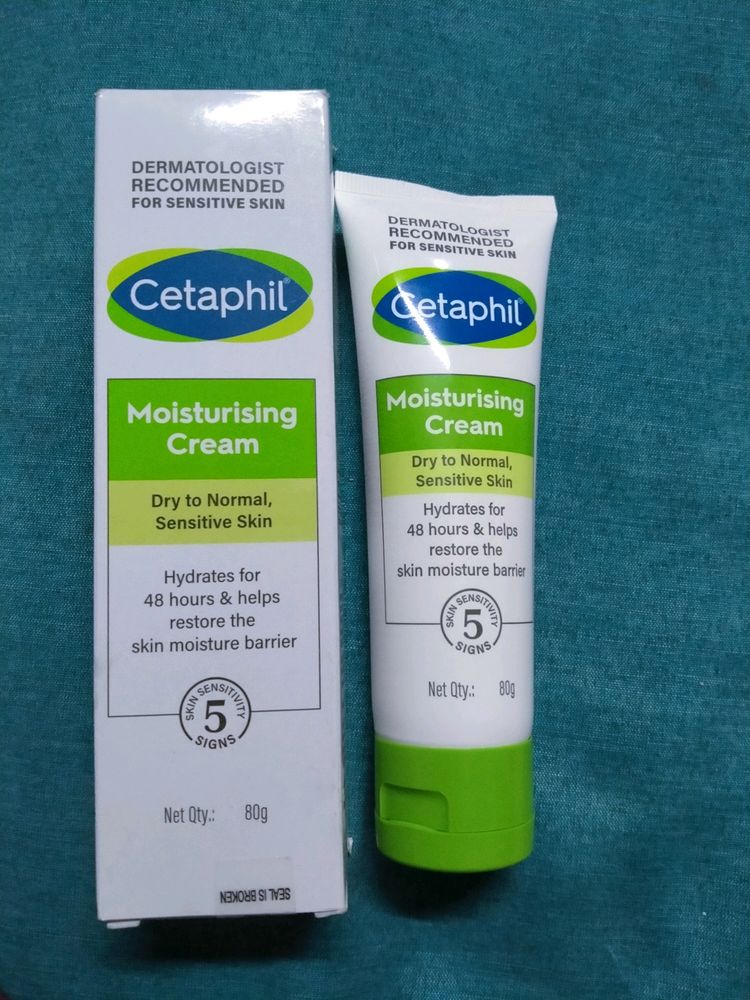 DERMATOLOGIST
RECOMMENDED
FOR SENSITIVE SKIN
Cetaphil®
Moisturising
Cream
Dry to Normal,
Sensitive Skin
Hydrates for
48 hours & helps
restore the
skin moisture barrier
SKIN SENSITIVITY
5
SIGNS
Net Qty.: 80g
SEAL IS BROKEN
DERMATOLOGIST
RECOMMENDED
FOR SENSITIVE SKIN
Cetaphil®
Moisturising
Cream
Dry to Normal,
Sensitive Skin
Hydrates for
48 hours & helps
restore the
skin moisture barrier
SKIN SENSITIVITY
5
SIGNS
Net Qty.: 80g